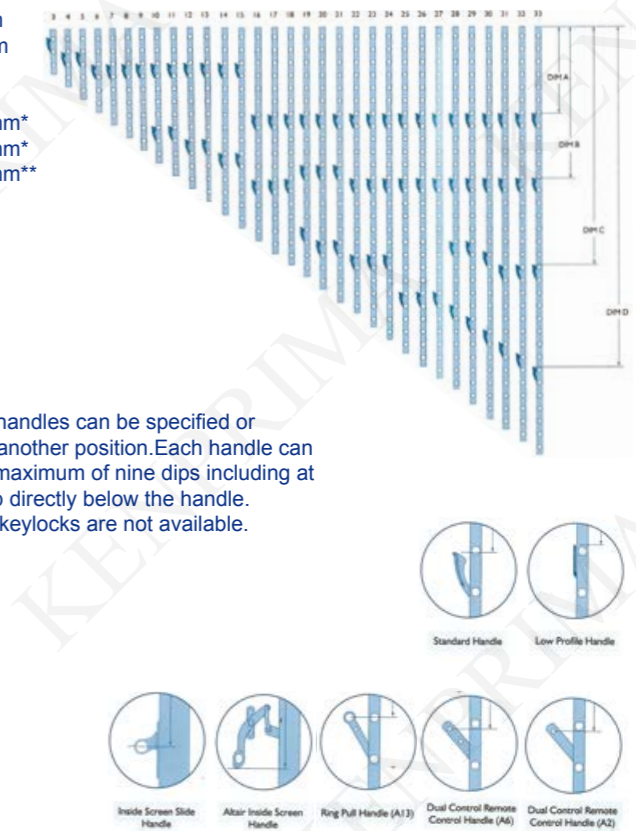 3 4 5 6 7 8 9 10 11 12 13 14 15 16 17 18 19 20 21 22 23 24 25 26 27 28 29 30 31 32 33
DIM A
mm*
mm*
DIM B
mm**
DIM C
DIM D
handles can be specified or
another position.Each handle can
maximum of nine dips including at
directly below the handle.
keylocks are not available.
Standard Handle
Low Profile Handle
Inside Screen Slide
Handle
Altair Inside Screen
Handle
Ring Pull Handle (A13)
Dual Control Remote
Control Handle (A6)
Dual Control Remote
Control Handle (A2)
KENPRIMA
KENPRIMA